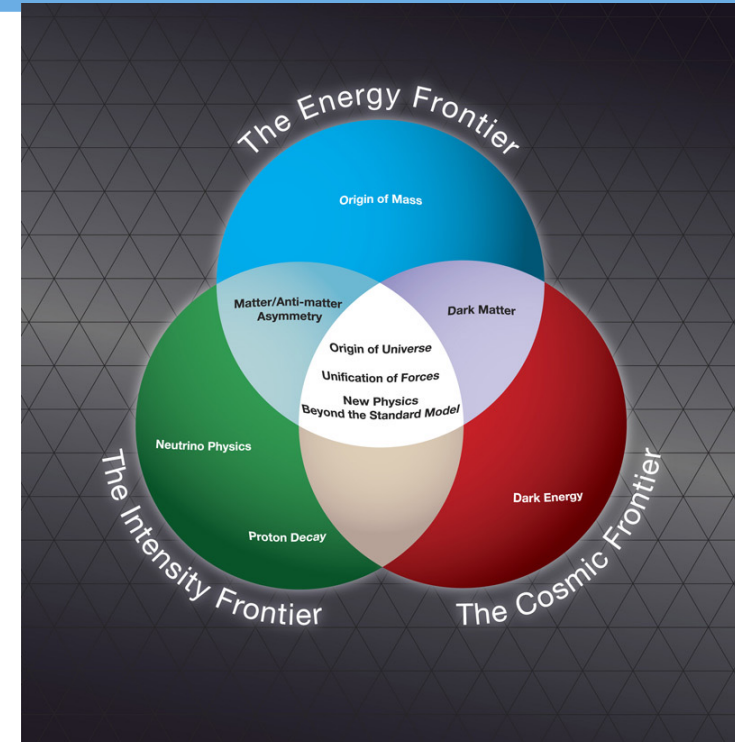 The Energy Frontier
Origin of Mass
Matter/Anti-matter
Asymmetry
Dark Matter
Origin of Universe
Unification of Forces
New Physics
Beyond the Standard Model
Neutrino Physics
Dark Energy
Proton Decay
The Intensity Frontier
The Cosmic Frontier